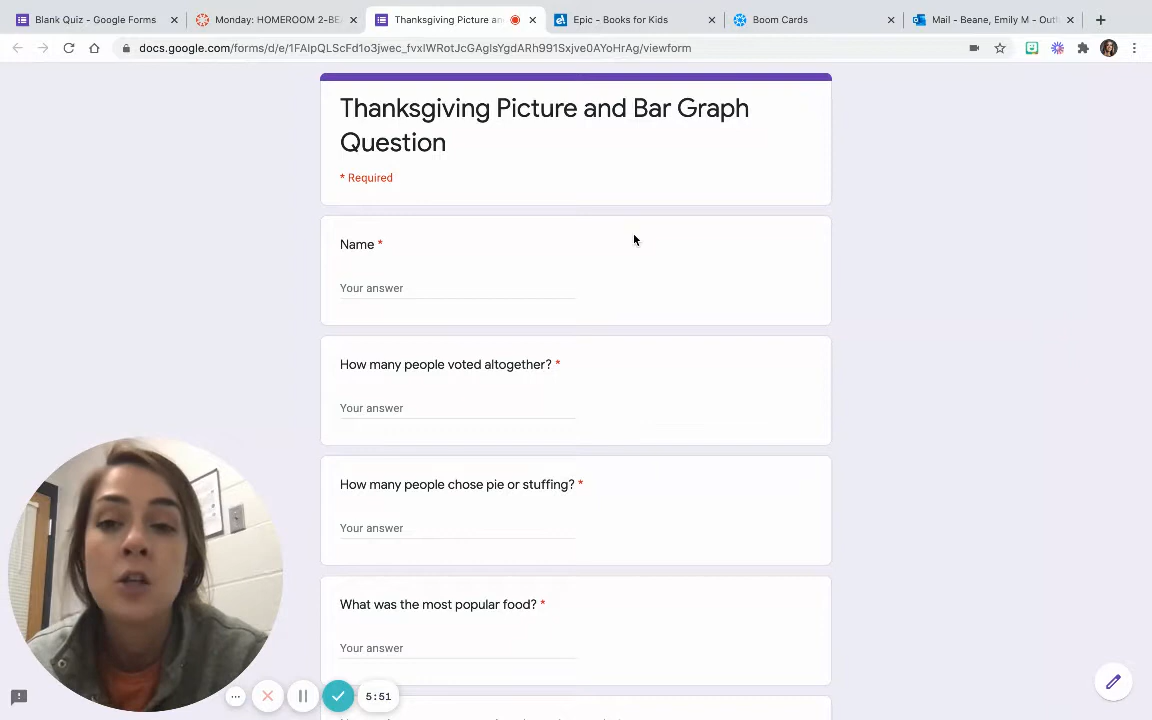 Blank Quiz - Google Forms
Monday: HOMEROOM 2-BEA
Thanksgiving Picture an
Epic - Books for Kids
Boom Cards
Mail - Beane, Emily M - Outl
docs.google.com/forms/d/e/1FAIpQLScFd1o3jwec_fvxIWRotJcGAgIsYgdARh991Sxjve0AYoHrAg/viewform
Thanksgiving Picture and Bar Graph
Question
* Required
Name *
Your answer
How many people voted altogether? *
Your answer
How many people chose pie or stuffing? *
Your answer
What was the most popular food? *
Your answer
5:51